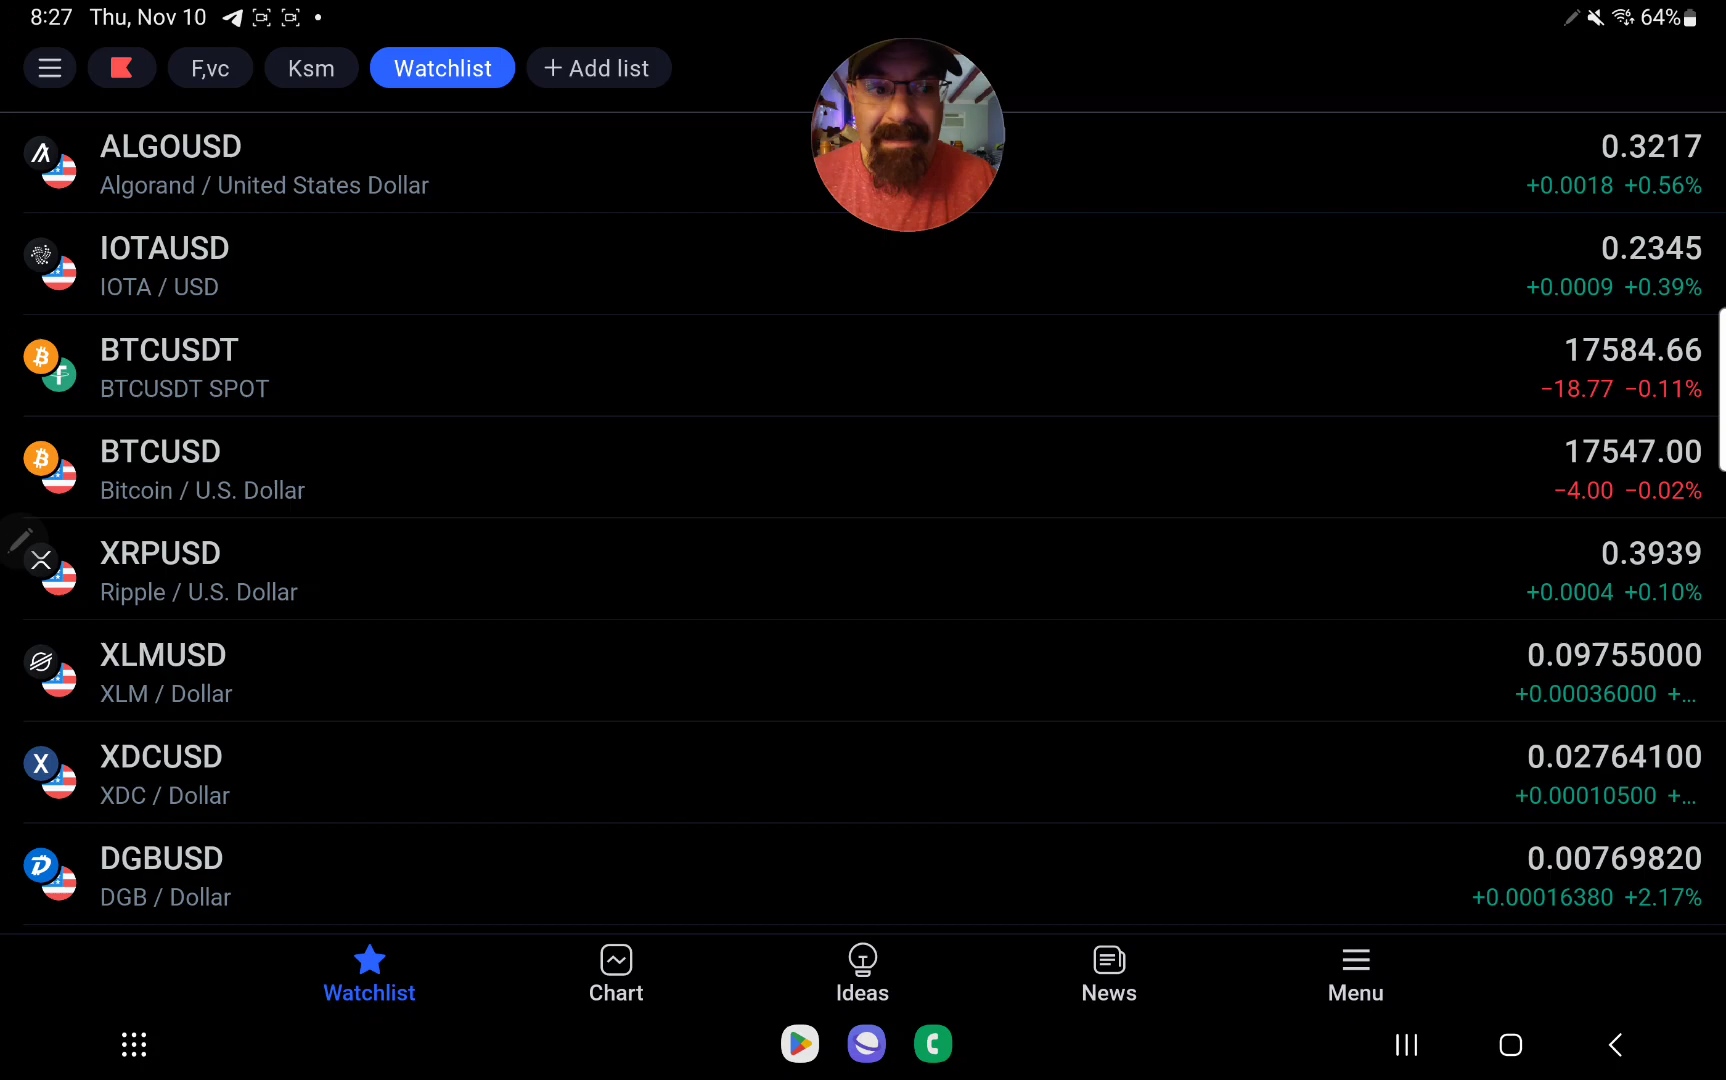 8:27 Thu, Nov 10 64%
F,vc Ksm Watchlist + Add list
ALGOUSD 0.3217
Algorand / United States Dollar +0.0018 +0.56%
IOTAUSD 0.2345
IOTA / USD +0.0009 +0.39%
BTCUSDT 17584.66
BTCUSDT SPOT −18.77 −0.11%
BTCUSD 17547.00
Bitcoin / U.S. Dollar −4.00 −0.02%
XRPUSD 0.3939
Ripple / U.S. Dollar +0.0004 +0.10%
XLMUSD 0.09755000
XLM / Dollar +0.00036000 +...
XDCUSD 0.02764100
XDC / Dollar +0.00010500 +...
DGBUSD 0.00769820
DGB / Dollar +0.00016380 +2.17%
Watchlist Chart Ideas News Menu